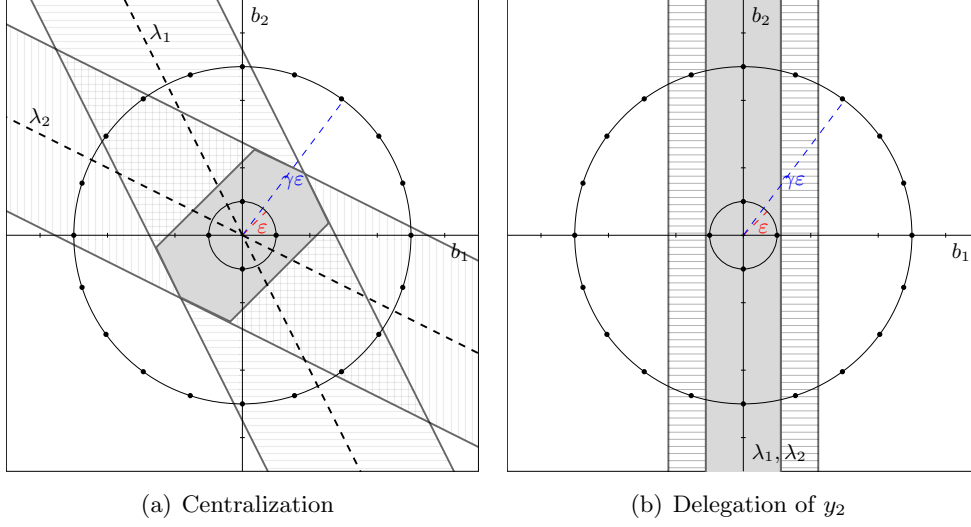 b₂
λ₁
λ₂
γε
ε
b₁
b₂
γε
ε
b₁
λ₁, λ₂
(a) Centralization
(b) Delegation of y₂